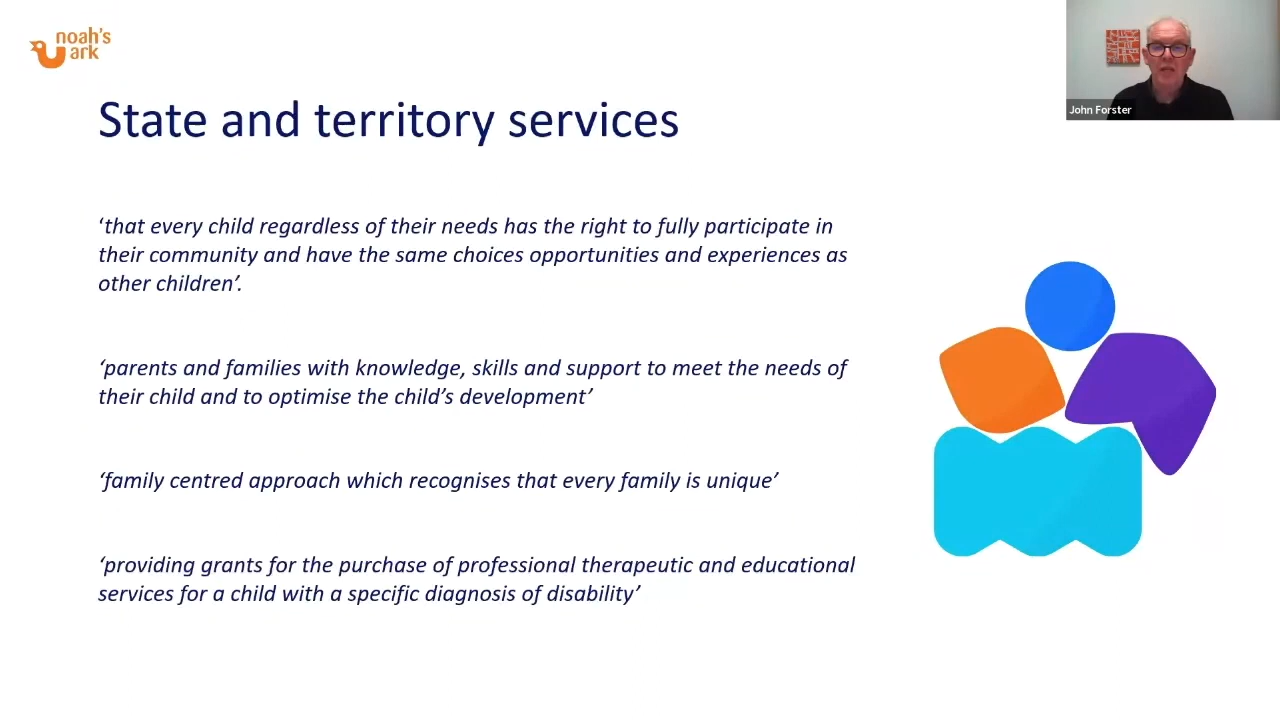 noah's
ark
John Forster
State and territory services
‘that every child regardless of their needs has the right to fully participate in
their community and have the same choices opportunities and experiences as
other children’.
‘parents and families with knowledge, skills and support to meet the needs of
their child and to optimise the child’s development’
‘family centred approach which recognises that every family is unique’
‘providing grants for the purchase of professional therapeutic and educational
services for a child with a specific diagnosis of disability’